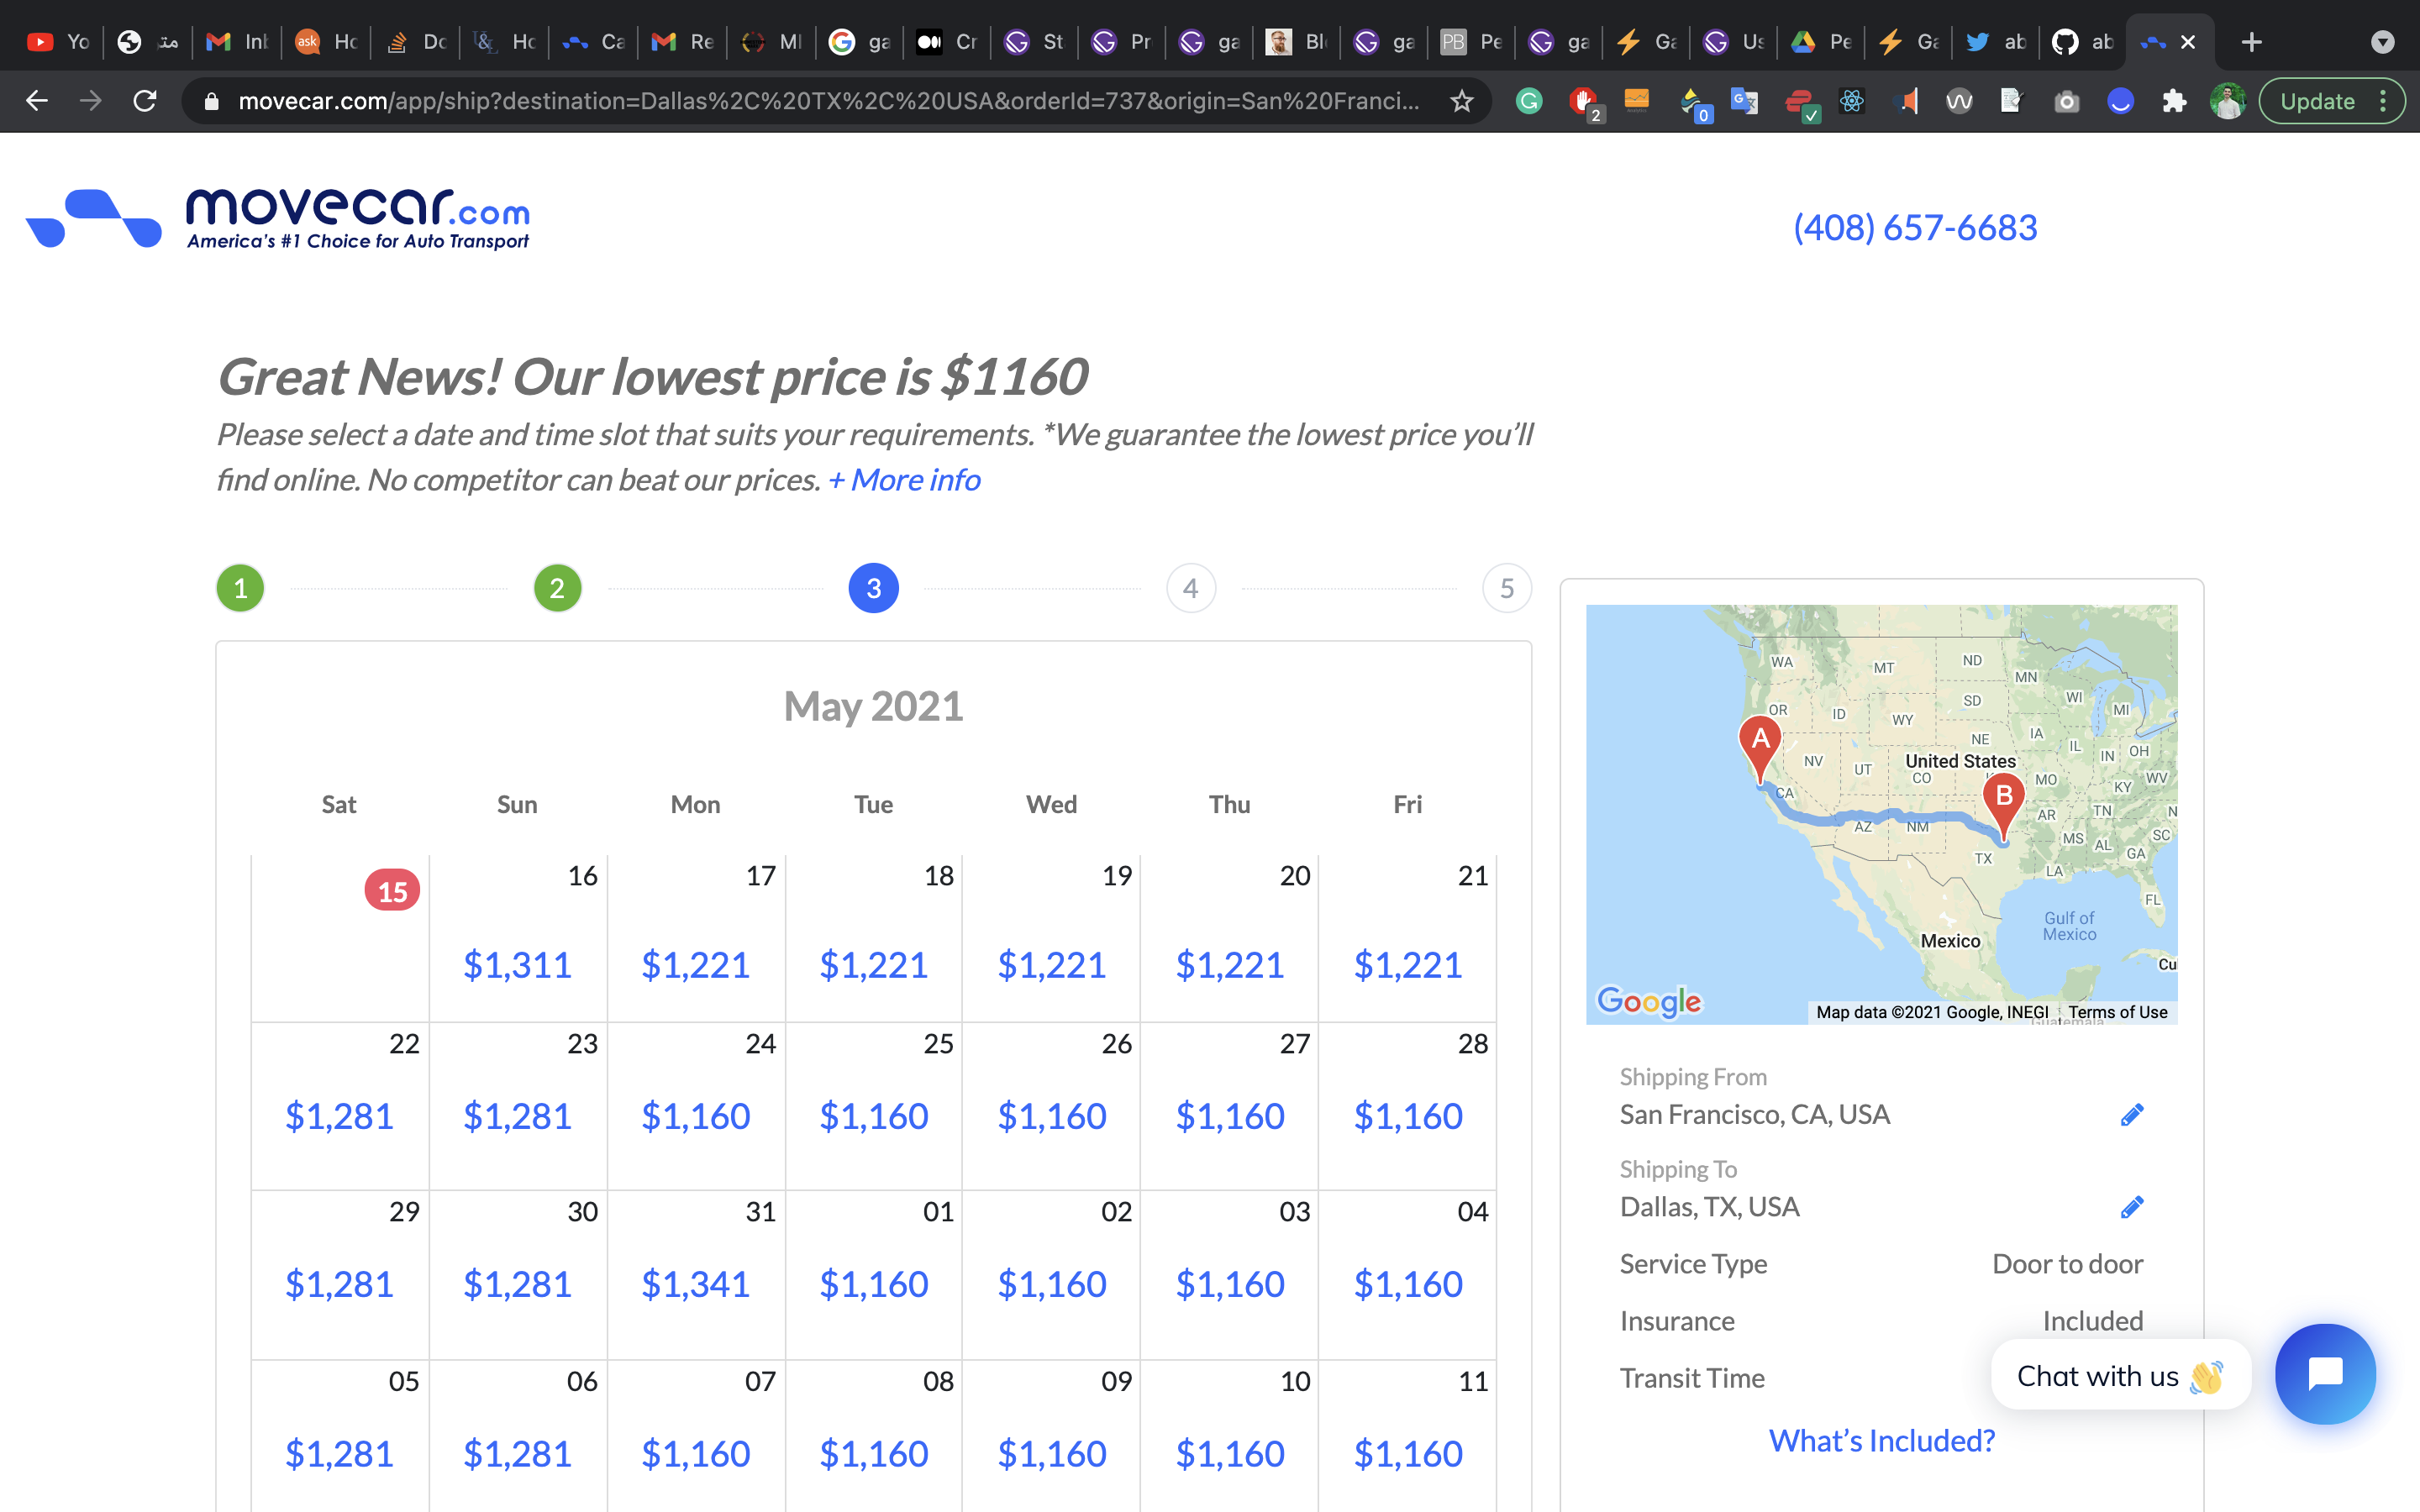 Yo
متر
Inb
Ho
Do
Ho
Ca
Re
MI
ga
Cr
St
Pr
ga
Bl
ga
Pe
ga
Ga
Us
Pe
Ga
ab
ab
movecar.com/app/ship?destination=Dallas%2C%20TX%2C%20USA&orderId=737&origin=San%20Franci...
2
0
Update
movecar.com
America's #1 Choice for Auto Transport
(408) 657-6683
Great News! Our lowest price is $1160
Please select a date and time slot that suits your requirements. *We guarantee the lowest price you'll
find online. No competitor can beat our prices. + More info
1 2 3 4 5
May 2021
Sat Sun Mon Tue Wed Thu Fri
15 16 17 18 19 20 21
$1,311 $1,221 $1,221 $1,221 $1,221 $1,221
22 23 24 25 26 27 28
$1,281 $1,281 $1,160 $1,160 $1,160 $1,160 $1,160
29 30 31 01 02 03 04
$1,281 $1,281 $1,341 $1,160 $1,160 $1,160 $1,160
05 06 07 08 09 10 11
$1,281 $1,281 $1,160 $1,160 $1,160 $1,160 $1,160
WA
MT
ND
MN
OR
ID
WY
SD
WI
MI
A
NV
UT
United States
CO
NE
IA
IL
IN
OH
CA
B
MO
KY
WV
AZ
NM
AR
TN
MS
AL
SC
TX
LA
GA
FL
Gulf of
Mexico
Mexico
Cu
Guatemala
Google
Map data ©2021 Google, INEGI Terms of Use
Shipping From
San Francisco, CA, USA
Shipping To
Dallas, TX, USA
Service Type Door to door
Insurance Included
Transit Time
Chat with us 👋
What's Included?